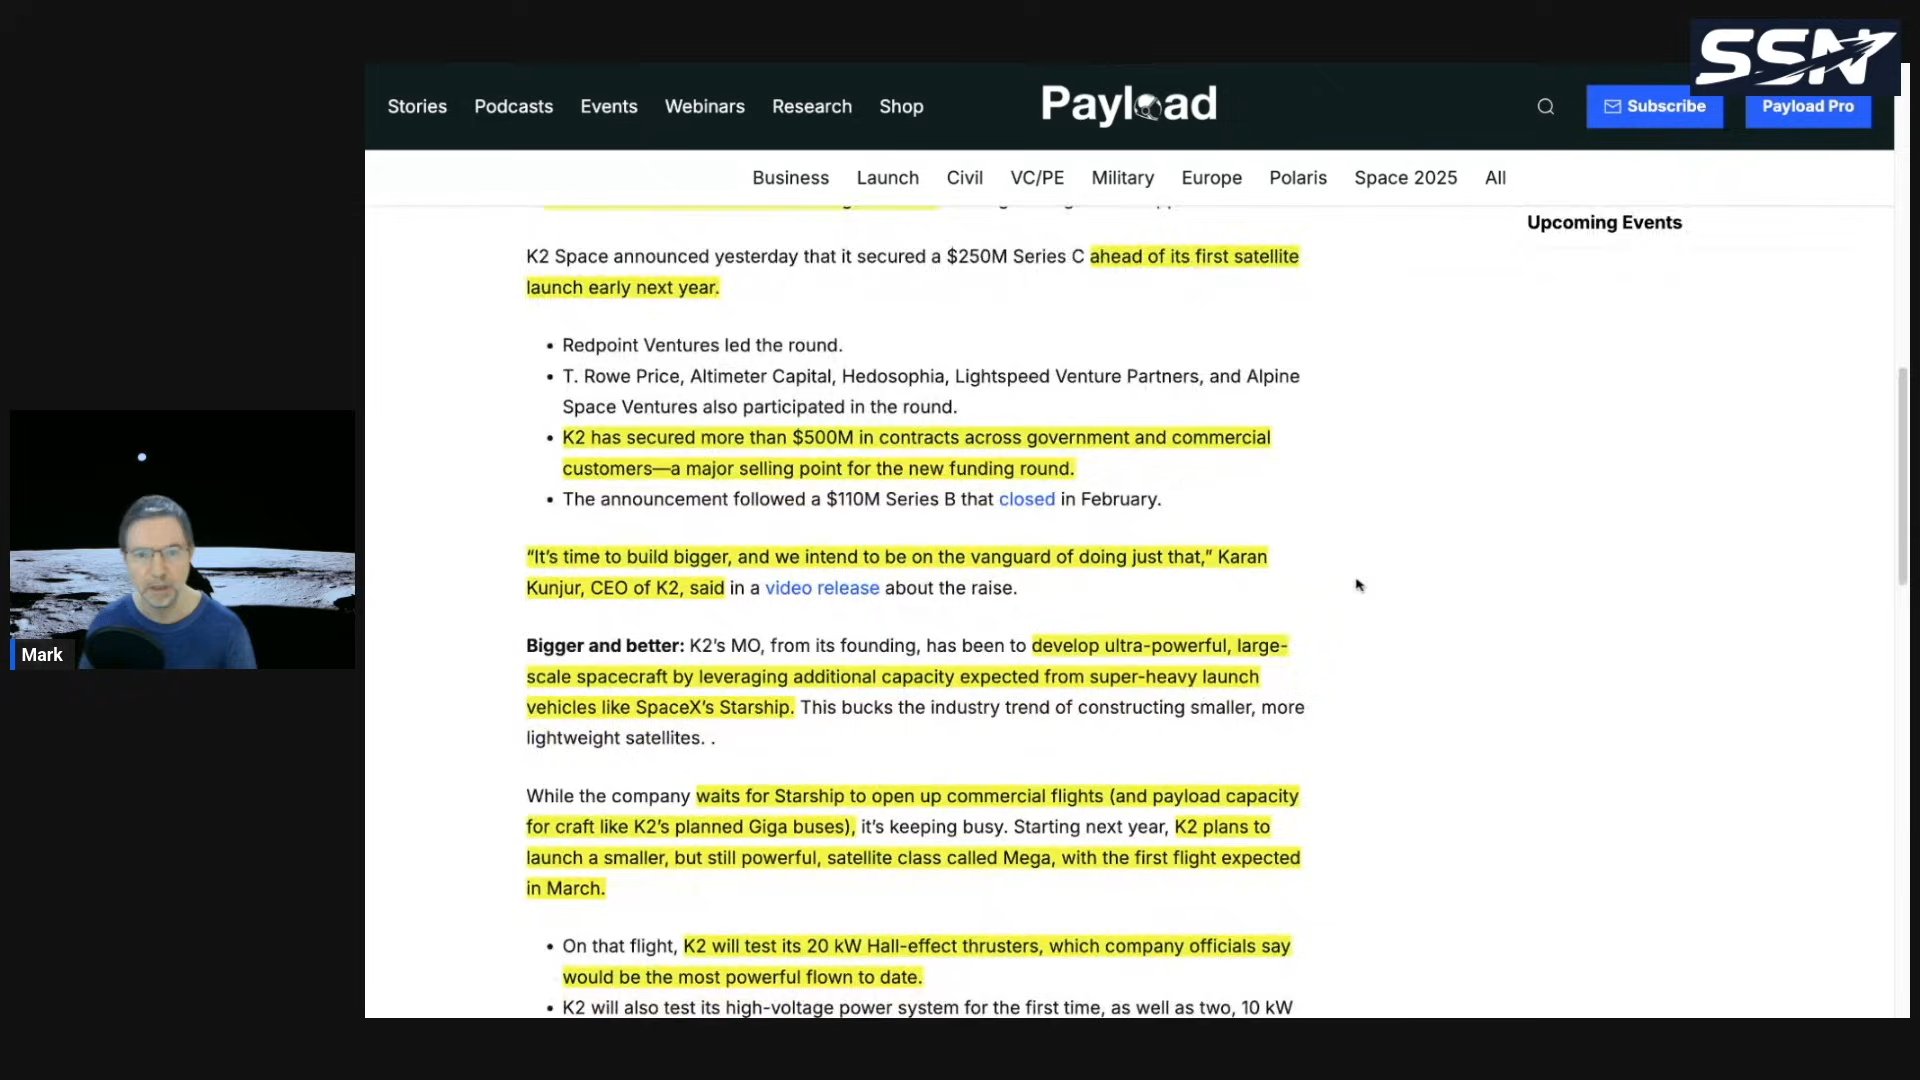 SSN
Stories Podcasts Events Webinars Research Shop
Payload
Subscribe
Payload Pro
Business Launch Civil VC/PE Military Europe Polaris Space 2025 All
Upcoming Events
K2 Space announced yesterday that it secured a $250M Series C ahead of its first satellite
launch early next year.
• Redpoint Ventures led the round.
• T. Rowe Price, Altimeter Capital, Hedosophia, Lightspeed Venture Partners, and Alpine
Space Ventures also participated in the round.
• K2 has secured more than $500M in contracts across government and commercial
customers—a major selling point for the new funding round.
• The announcement followed a $110M Series B that closed in February.
“It’s time to build bigger, and we intend to be on the vanguard of doing just that,” Karan
Kunjur, CEO of K2, said in a video release about the raise.
Bigger and better: K2’s MO, from its founding, has been to develop ultra-powerful, large-
scale spacecraft by leveraging additional capacity expected from super-heavy launch
vehicles like SpaceX’s Starship. This bucks the industry trend of constructing smaller, more
lightweight satellites. .
While the company waits for Starship to open up commercial flights (and payload capacity
for craft like K2’s planned Giga buses), it’s keeping busy. Starting next year, K2 plans to
launch a smaller, but still powerful, satellite class called Mega, with the first flight expected
in March.
• On that flight, K2 will test its 20 kW Hall-effect thrusters, which company officials say
would be the most powerful flown to date.
• K2 will also test its high-voltage power system for the first time, as well as two, 10 kW
Mark